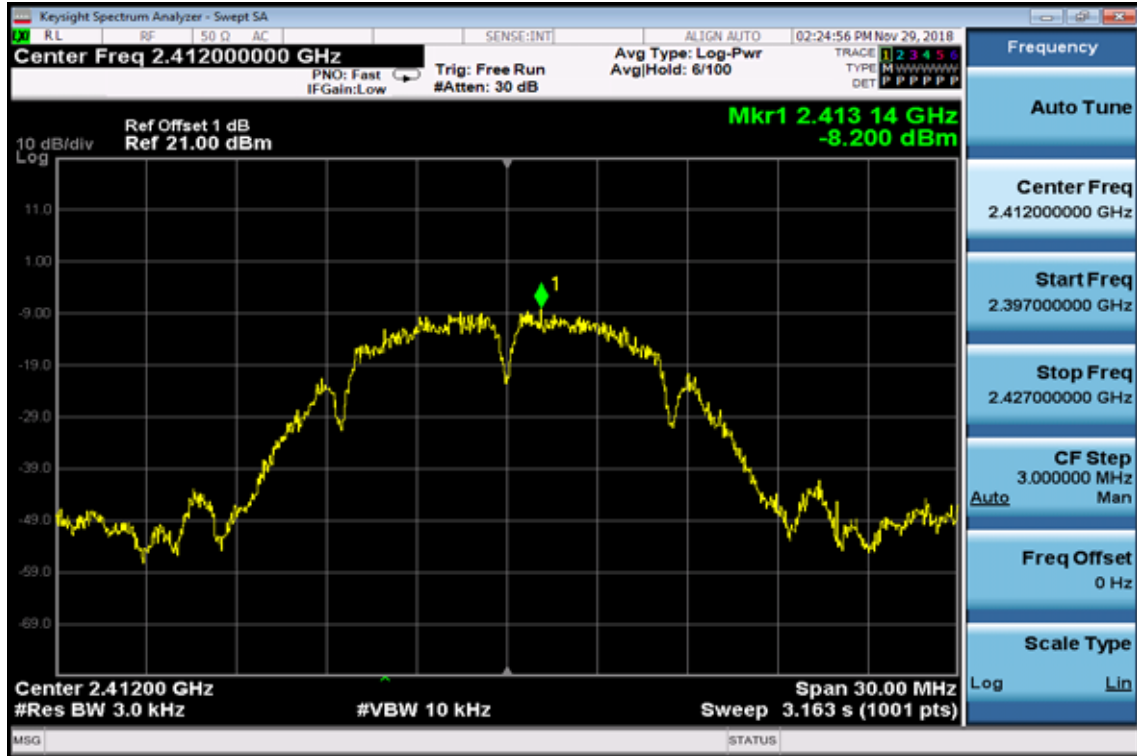 Keysight Spectrum Analyzer - Swept SA
RL RF 50 Ω AC SENSE:INT ALIGN AUTO 02:24:56 PM Nov 29, 2018
Center Freq 2.412000000 GHz
PNO: Fast
IFGain:Low
Trig: Free Run
#Atten: 30 dB
Avg Type: Log-Pwr
Avg|Hold: 6/100
TRACE 1 2 3 4 5 6
TYPE M W W W W W
DET P P P P P P
Mkr1 2.413 14 GHz
-8.200 dBm
Ref Offset 1 dB
10 dB/div Ref 21.00 dBm
Log
11.0
1.00
-9.00
-19.0
-29.0
-39.0
-49.0
-59.0
-69.0
1
Center 2.41200 GHz Span 30.00 MHz
#Res BW 3.0 kHz #VBW 10 kHz Sweep 3.163 s (1001 pts)
MSG STATUS
Frequency
Auto Tune
Center Freq
2.412000000 GHz
Start Freq
2.397000000 GHz
Stop Freq
2.427000000 GHz
CF Step
3.000000 MHz
Auto Man
Freq Offset
0 Hz
Scale Type
Log Lin